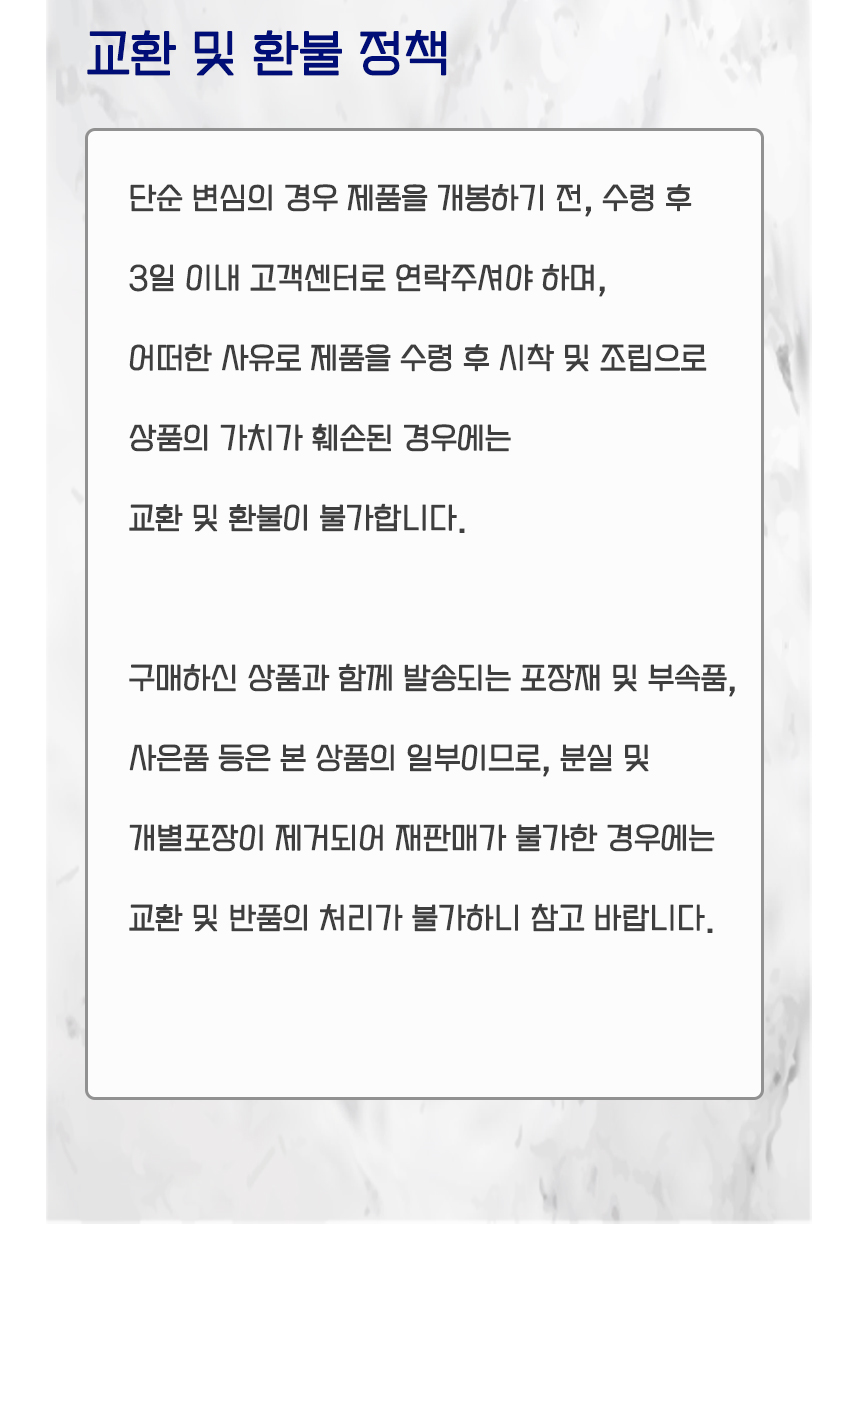 교환 및 환불 정책
단순 변심의 경우 제품을 개봉하기 전, 수령 후
3일 이내 고객센터로 연락주셔야 하며,
어떠한 사유로 제품을 수령 후 시착 및 조립으로
상품의 가치가 훼손된 경우에는
교환 및 환불이 불가합니다.
구매하신 상품과 함께 발송되는 포장재 및 부속품,
사은품 등은 본 상품의 일부이므로, 분실 및
개별포장이 제거되어 재판매가 불가한 경우에는
교환 및 반품의 처리가 불가하니 참고 바랍니다.